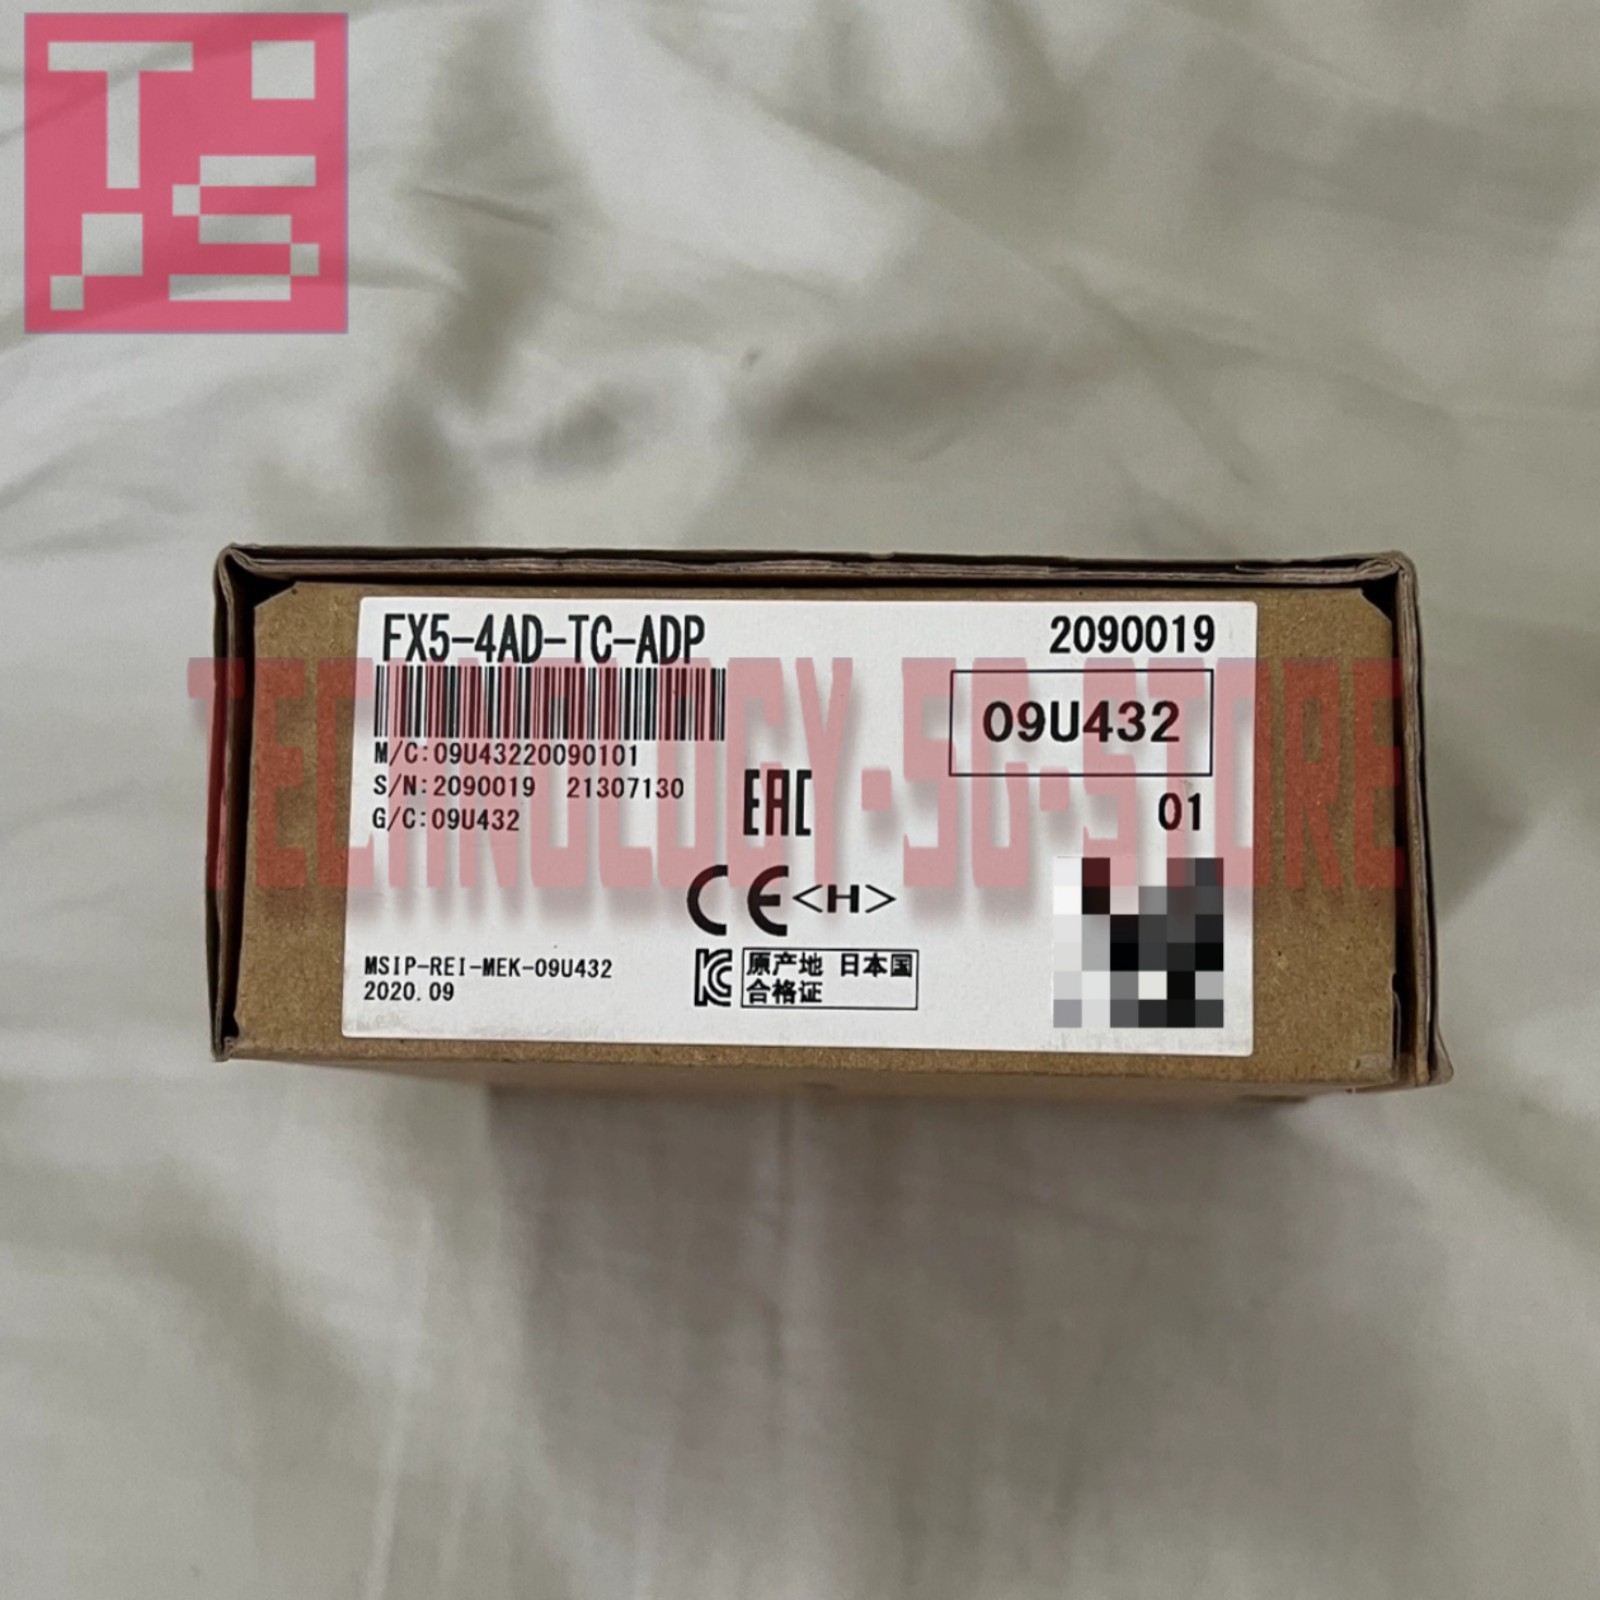 FX5-4AD-TC-ADP
2090019
09U432
M/C:09U43220090101
S/N:2090019 21307130
G/C:09U432
EAC
01
CE<H>
MSIP-REI-MEK-09U432
2020.09
原产地 日本国
合格证
TECHNOLOGY·5G·STORE